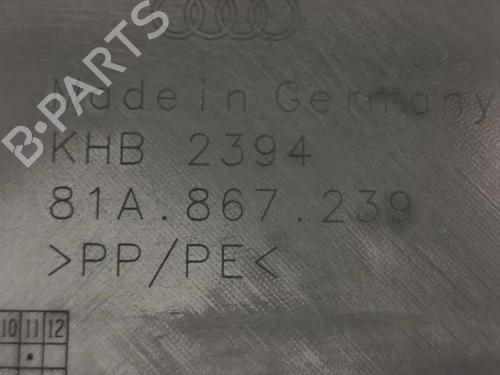 B-PARTS
Made in Germany
KHB 2394
81A.867.239
>PP/PE<
10 11 12